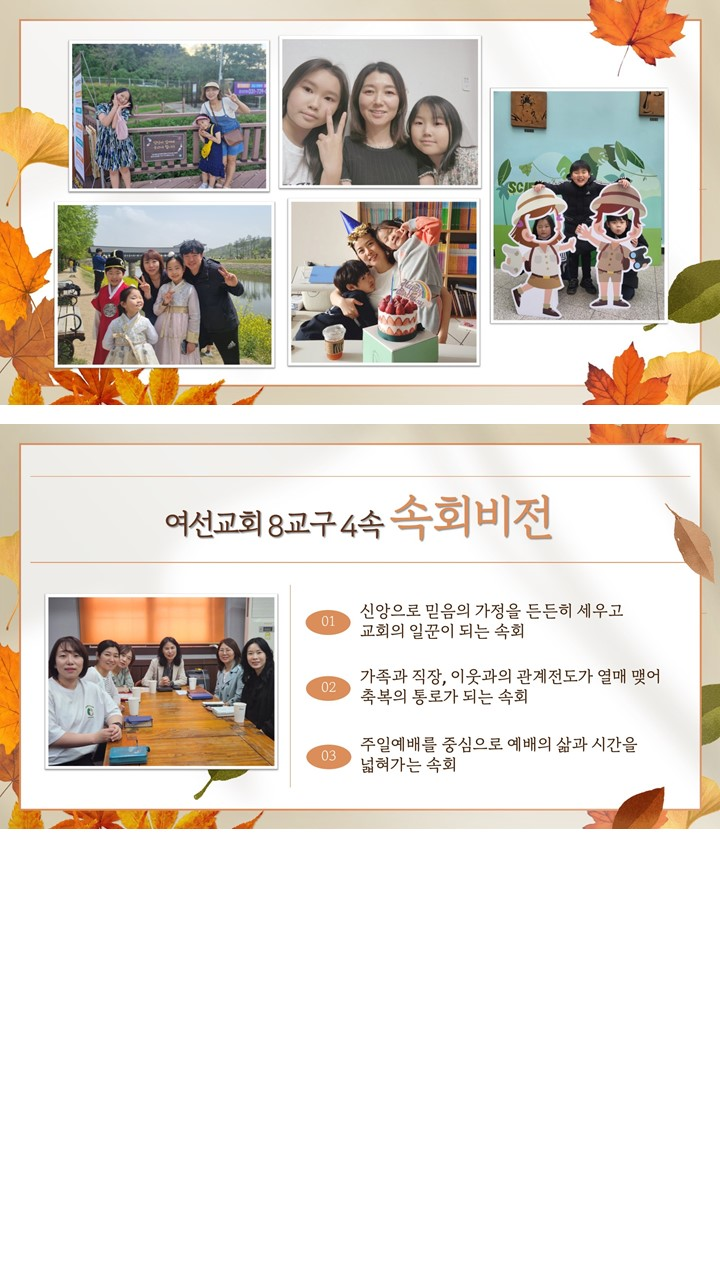 여선교회 8교구 4속 속회비전
01 신앙으로 믿음의 가정을 든든히 세우고
교회의 일꾼이 되는 속회
02 가족과 직장, 이웃과의 관계전도가 열매 맺어
축복의 통로가 되는 속회
03 주일예배를 중심으로 예배의 삶과 시간을
넓혀가는 속회